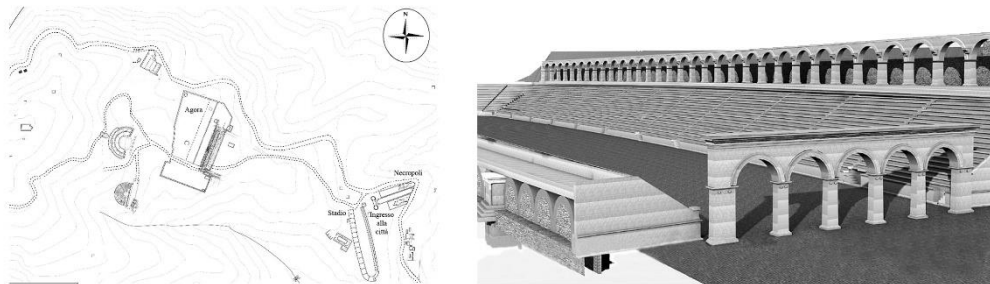 N
Agora
Necropoli
Stadio
Ingresso
alla
città